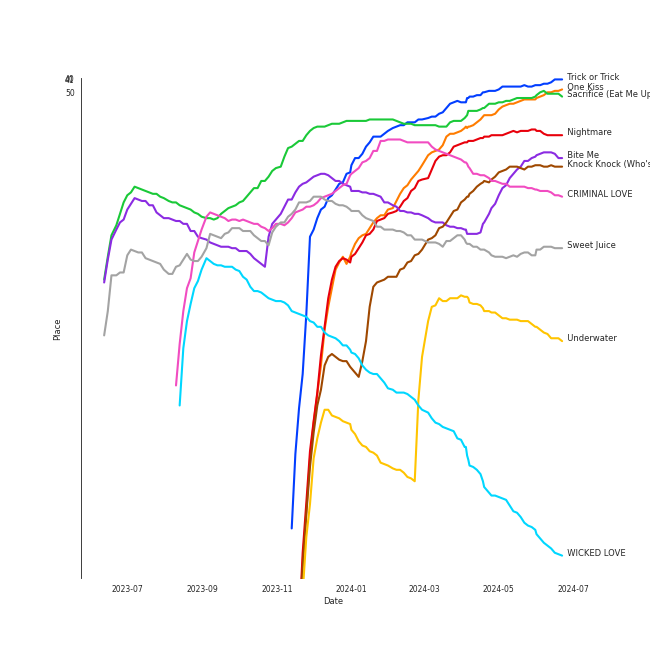 Trick or Trick
One Kiss
50
Sacrifice (Eat Me Up
Nightmare
Bite Me
Knock Knock (Who's
CRIMINAL LOVE
Sweet Juice
Place
Underwater
WICKED LOVE
2023-07
2023-09
2023-11
2024-01
2024-03
2024-05
2024-07
Date